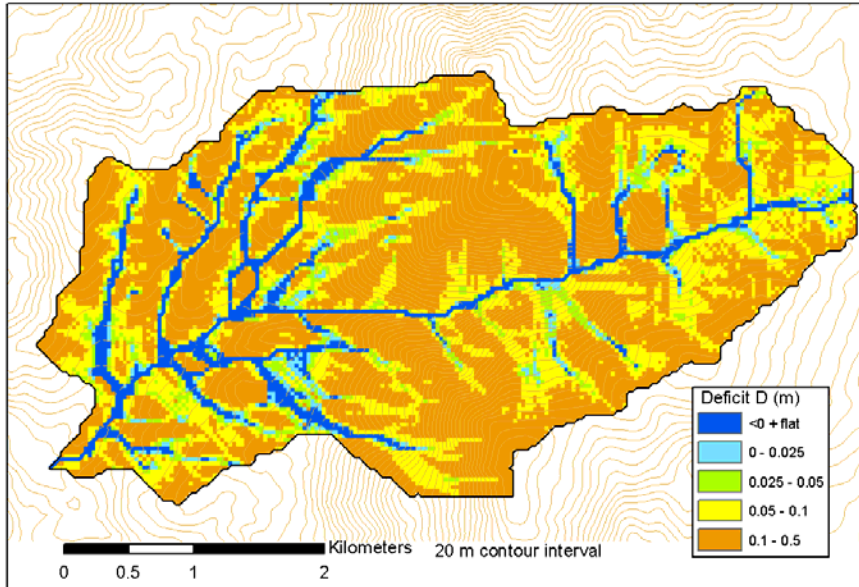 Deficit D (m)
<0 + flat
0 - 0.025
0.025 - 0.05
0.05 - 0.1
0.1 - 0.5
Kilometers
20 m contour interval
0
0.5
1
2